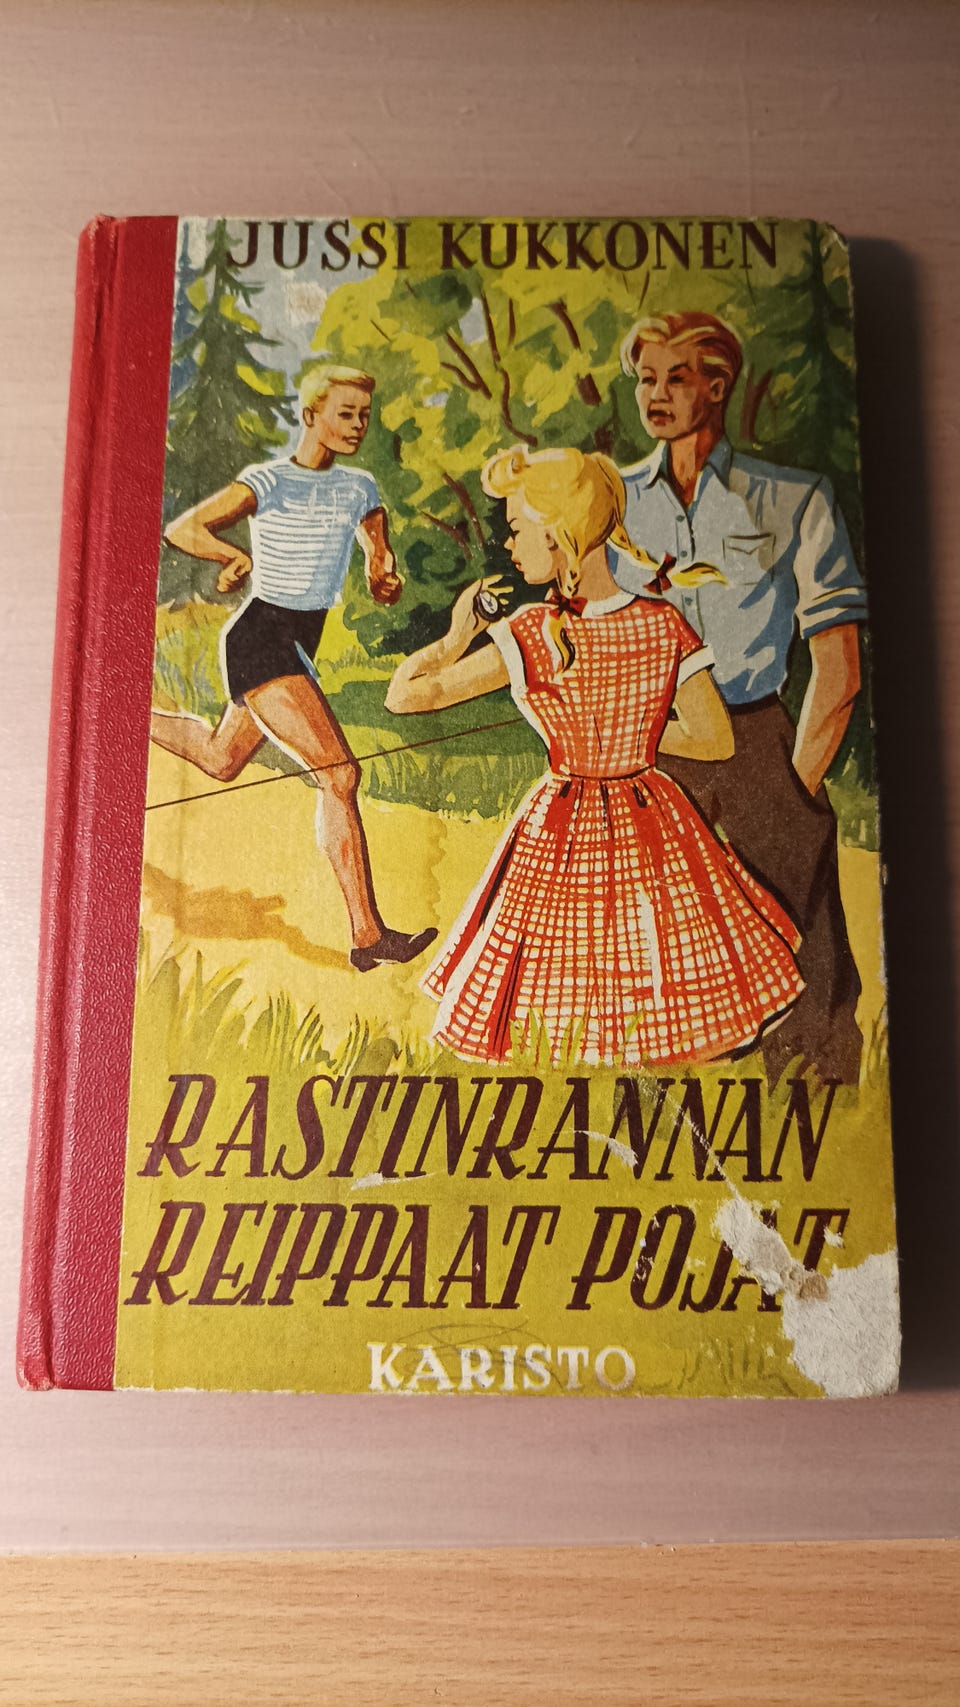 JUSSI KUKKONEN
RASTINRANNAN
REIPPAAT POJAT
KARISTO